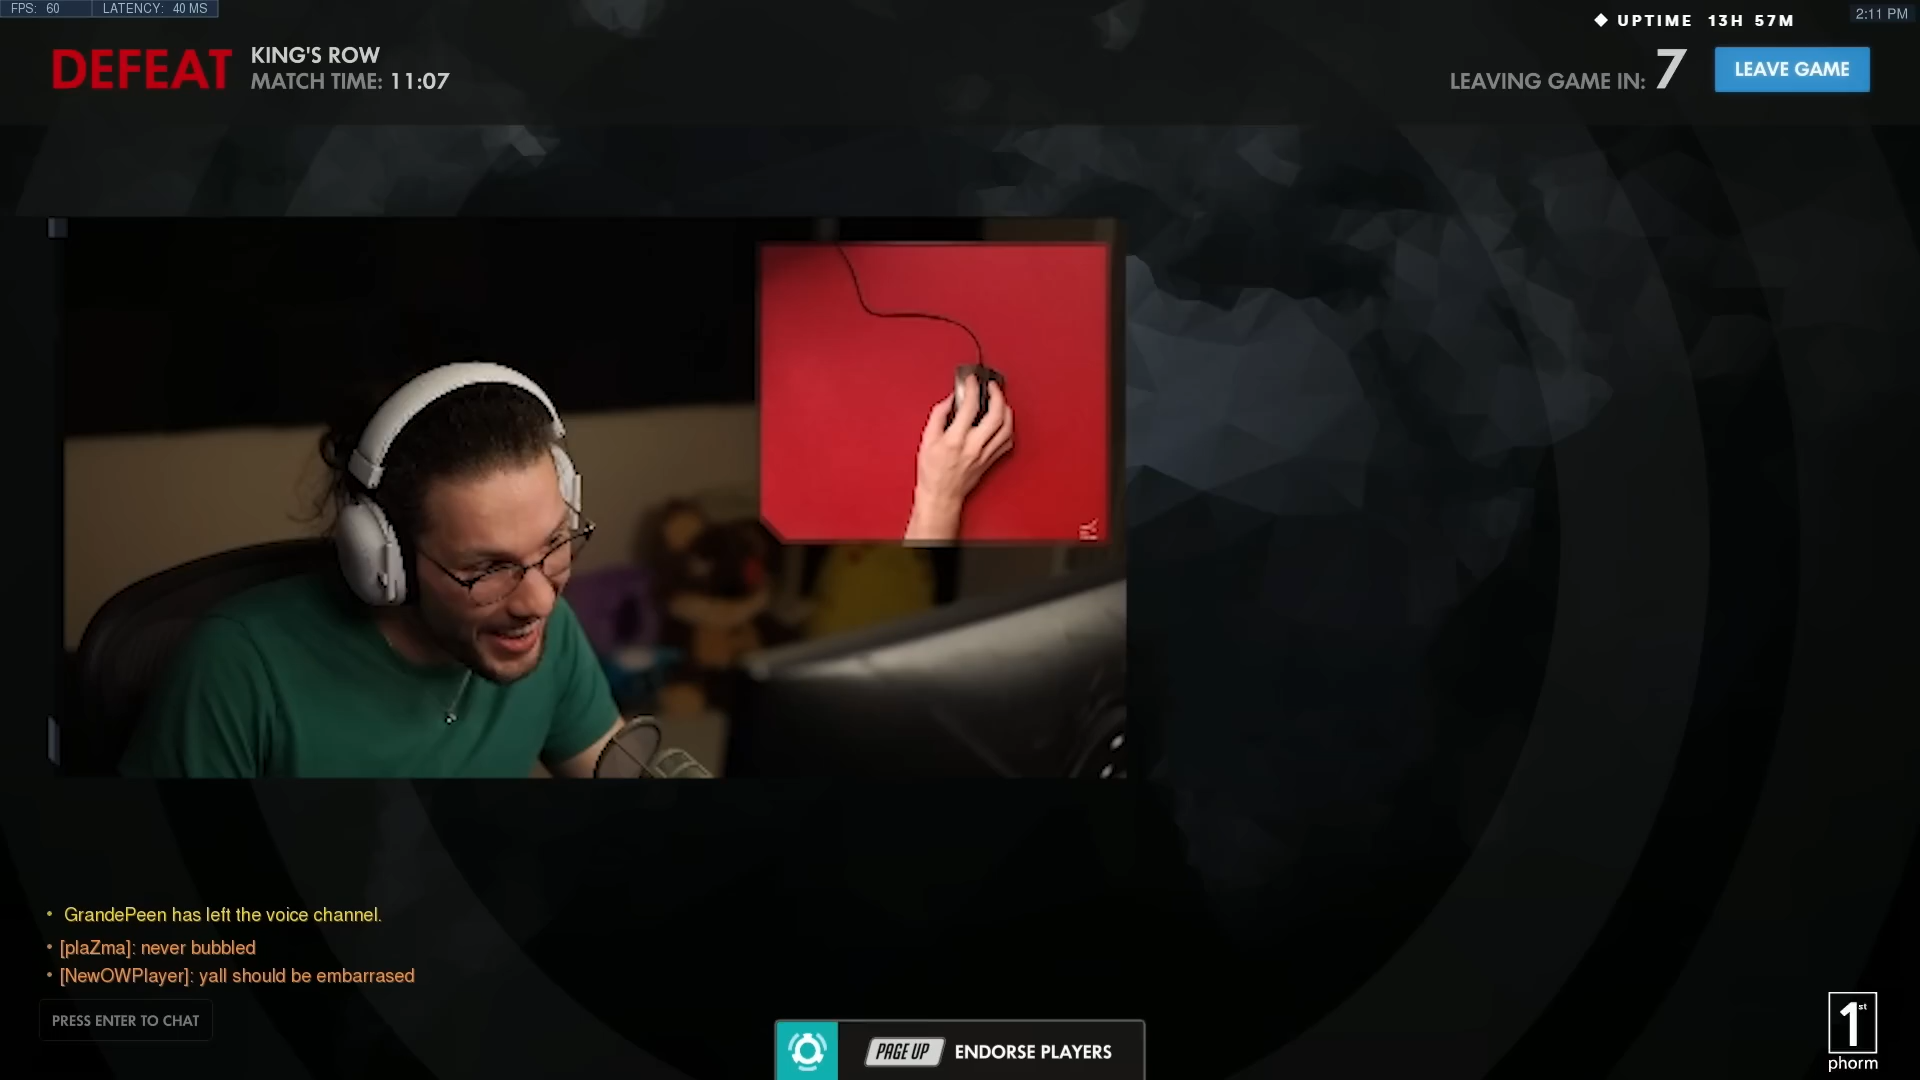 FPS: 60 LATENCY: 40 MS
2:11 PM
UPTIME 13H 57M
DEFEAT
KING'S ROW
MATCH TIME: 11:07
LEAVING GAME IN: 7
LEAVE GAME
GrandePeen has left the voice channel.
[plaZma]: never bubbled
[NewOWPlayer]: yall should be embarrased
PRESS ENTER TO CHAT
PAGE UP ENDORSE PLAYERS
1st
phorm